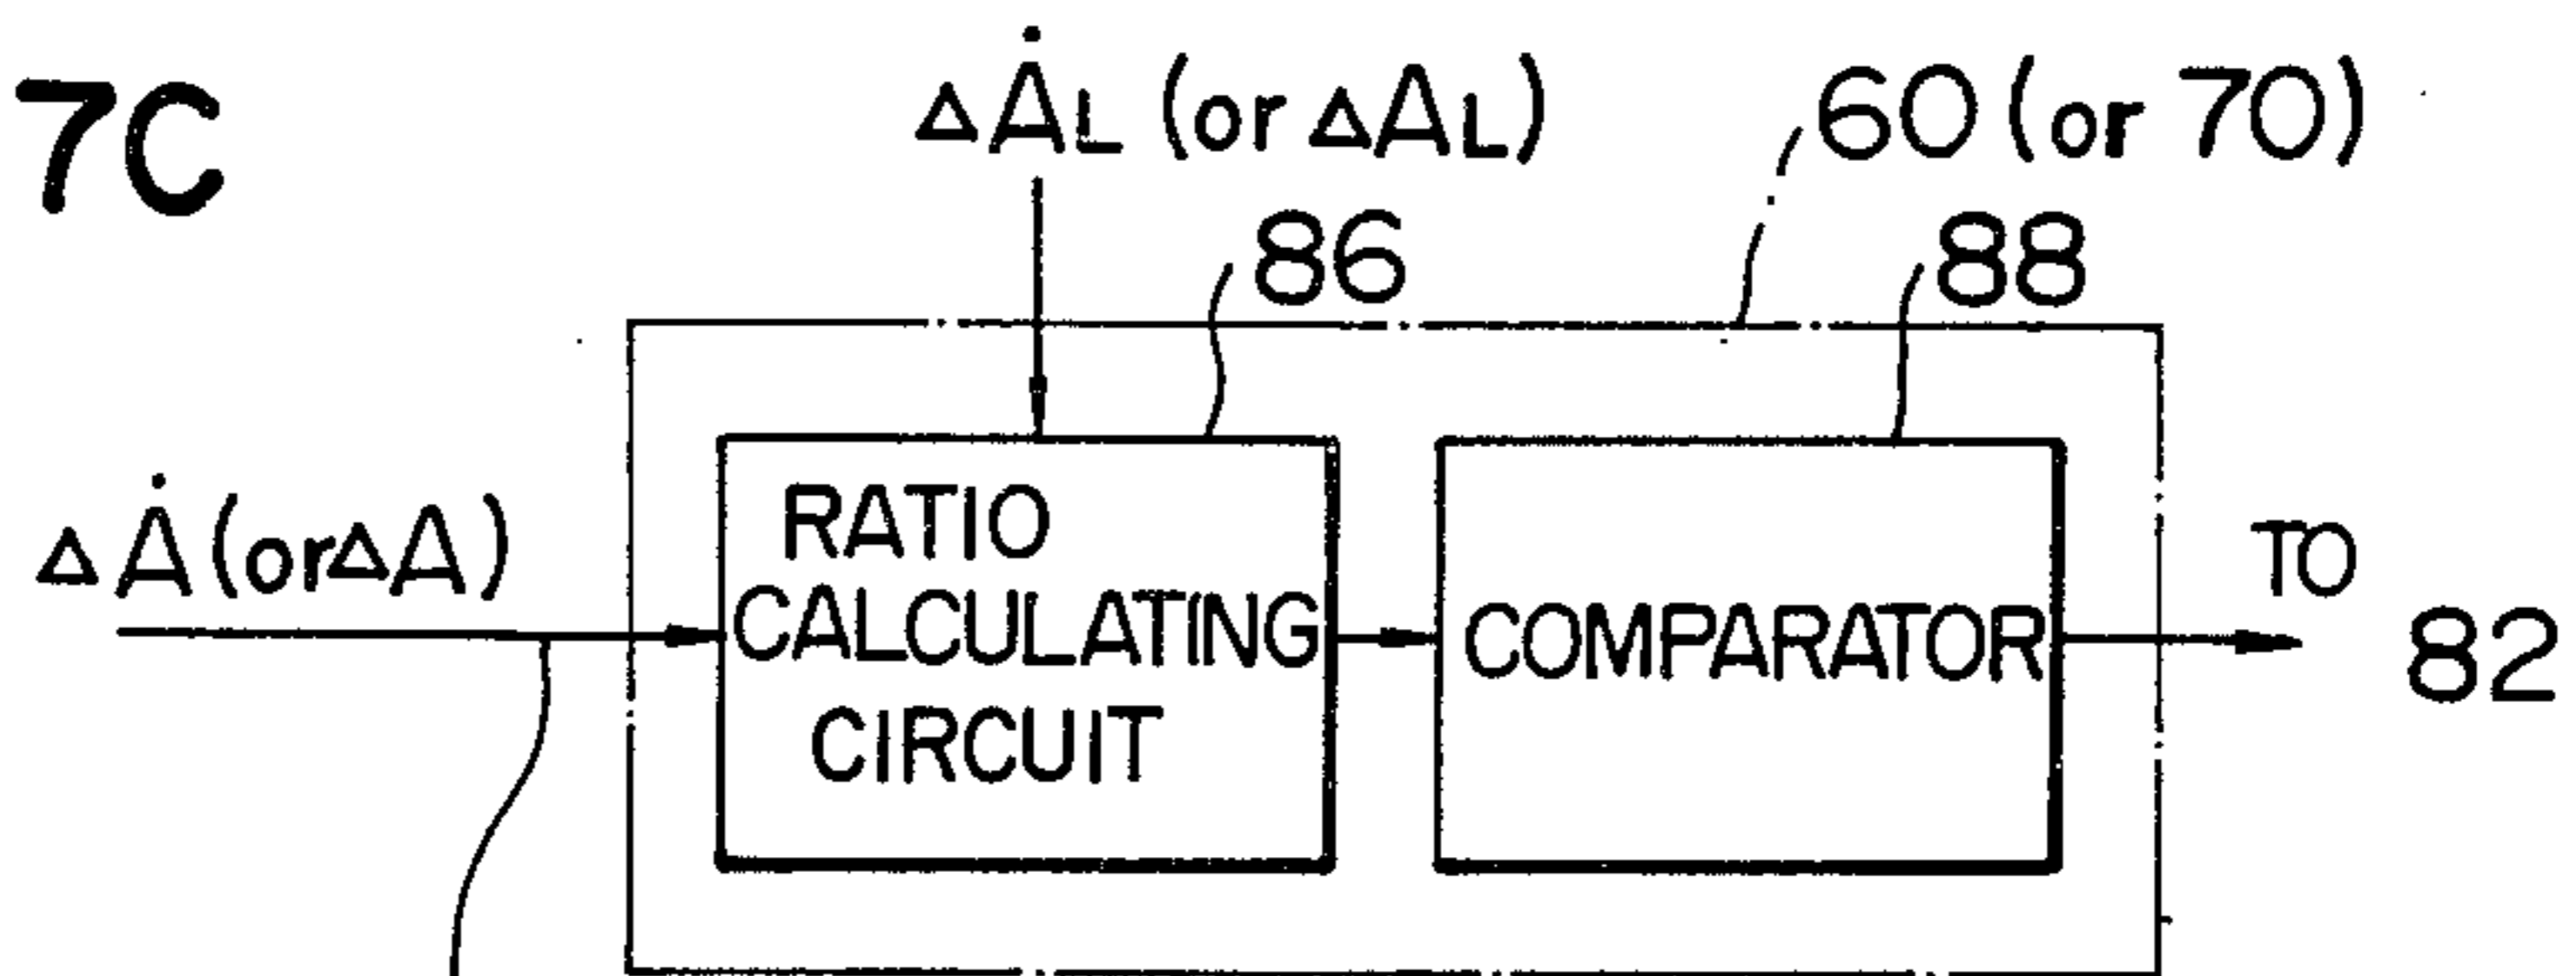 7C
ΔȦL (or ΔAL)
60 (or 70)
86
88
ΔȦ (or ΔA)
RATIO
CALCULATING
CIRCUIT
COMPARATOR
TO
82